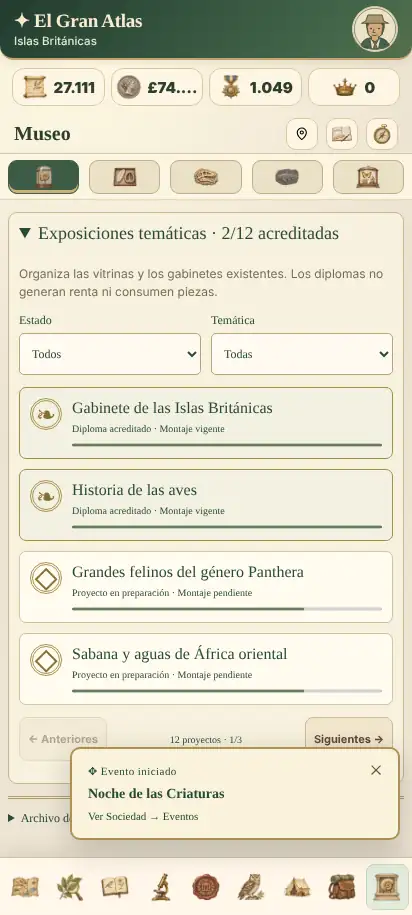 ✦ El Gran Atlas
Islas Británicas
27.111
£74....
1.049
0
Museo
▼ Exposiciones temáticas · 2/12 acreditadas
Organiza las vitrinas y los gabinetes existentes. Los diplomas no
generan renta ni consumen piezas.
Estado
Temática
Todos
Todas
Gabinete de las Islas Británicas
Diploma acreditado · Montaje vigente
Historia de las aves
Diploma acreditado · Montaje vigente
Grandes felinos del género Panthera
Proyecto en preparación · Montaje pendiente
Sabana y aguas de África oriental
Proyecto en preparación · Montaje pendiente
← Anteriores
12 proyectos · 1/3
Siguientes →
✥ Evento iniciado
Noche de las Criaturas
Ver Sociedad → Eventos
▶ Archivo